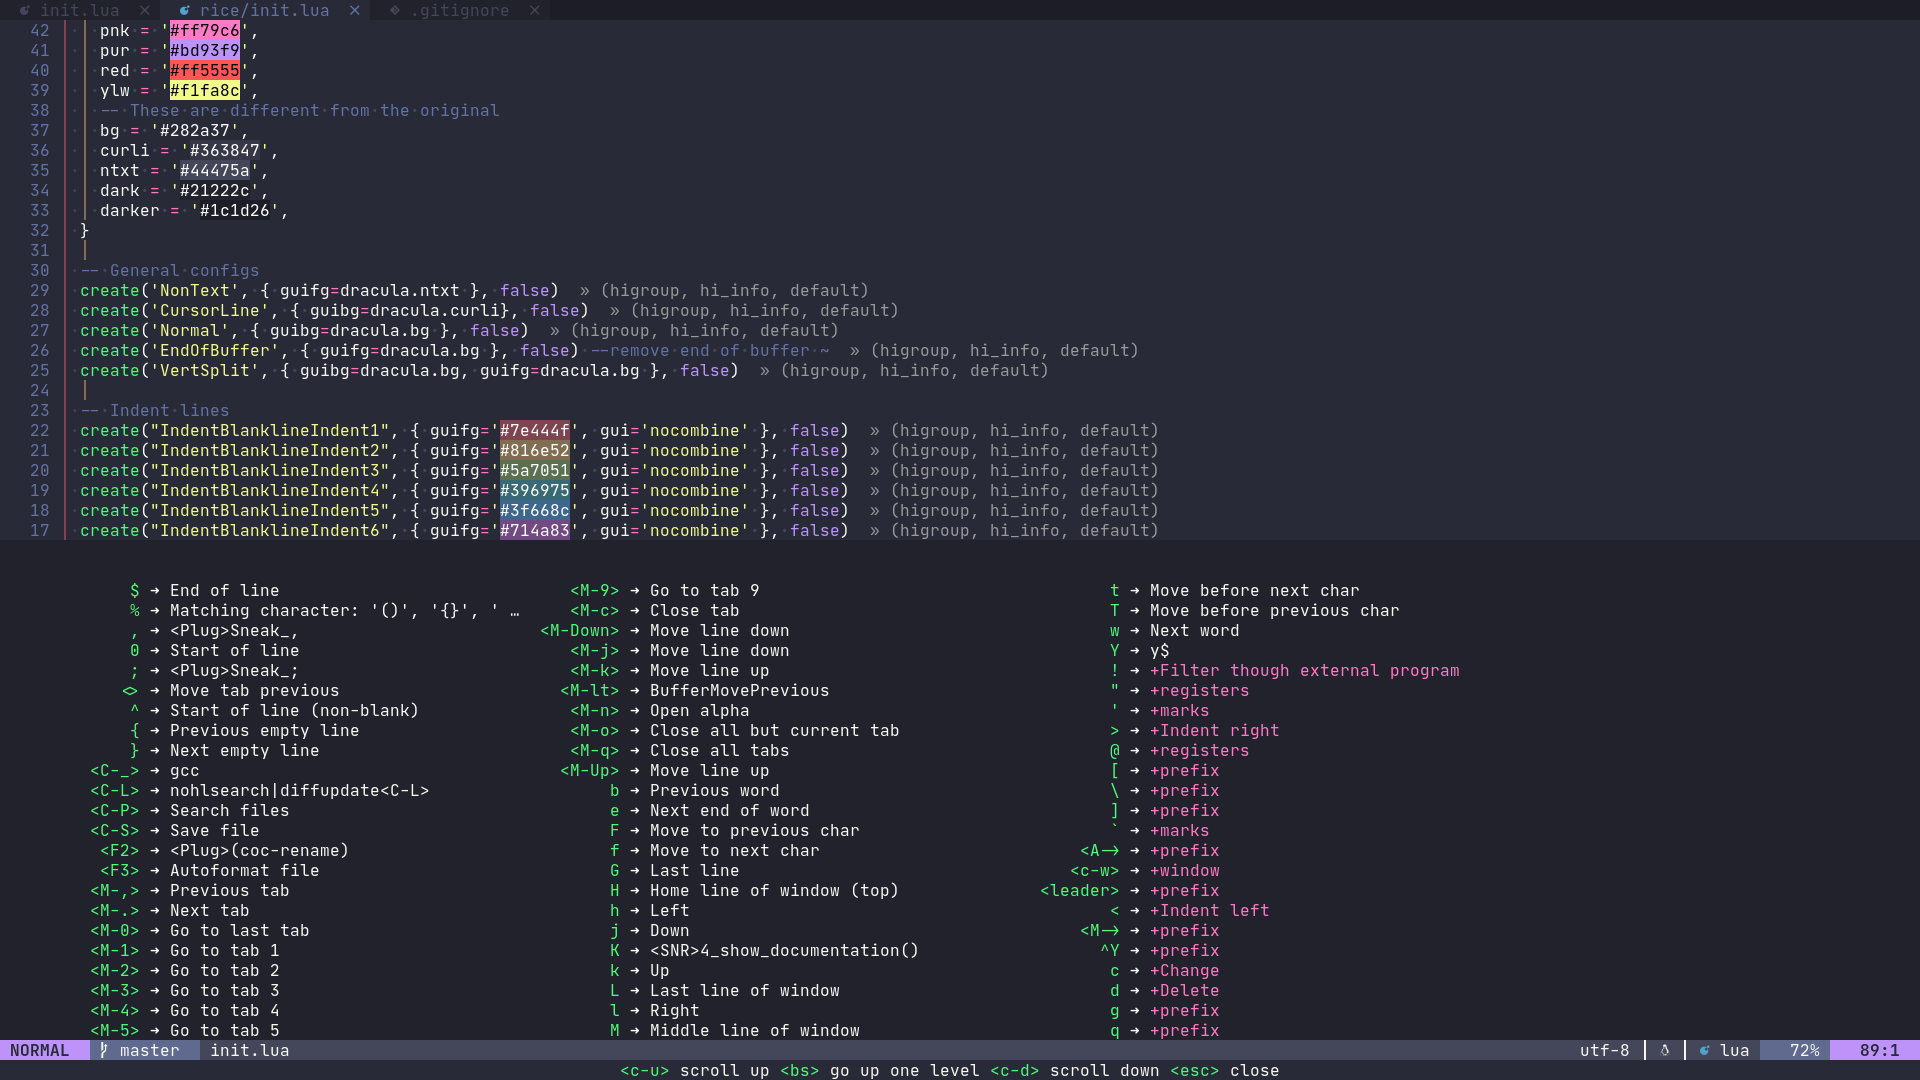 init.lua ✕ rice/init.lua ✕ .gitignore ✕
42 pnk = '#ff79c6',
41 pur = '#bd93f9',
40 red = '#ff5555',
39 ylw = '#f1fa8c',
38 -- These are different from the original
37 bg = '#282a37',
36 curli = '#363847',
35 ntxt = '#44475a',
34 dark = '#21222c',
33 darker = '#1c1d26',
32 }
31
30 -- General configs
29 create('NonText', { guifg=dracula.ntxt }, false) » (higroup, hi_info, default)
28 create('CursorLine', { guibg=dracula.curli}, false) » (higroup, hi_info, default)
27 create('Normal', { guibg=dracula.bg }, false) » (higroup, hi_info, default)
26 create('EndOfBuffer', { guifg=dracula.bg }, false) --remove end of buffer ~ » (higroup, hi_info, default)
25 create('VertSplit', { guibg=dracula.bg, guifg=dracula.bg }, false) » (higroup, hi_info, default)
24
23 -- Indent lines
22 create("IndentBlanklineIndent1", { guifg='#7e444f', gui='nocombine' }, false) » (higroup, hi_info, default)
21 create("IndentBlanklineIndent2", { guifg='#816e52', gui='nocombine' }, false) » (higroup, hi_info, default)
20 create("IndentBlanklineIndent3", { guifg='#5a7051', gui='nocombine' }, false) » (higroup, hi_info, default)
19 create("IndentBlanklineIndent4", { guifg='#396975', gui='nocombine' }, false) » (higroup, hi_info, default)
18 create("IndentBlanklineIndent5", { guifg='#3f668c', gui='nocombine' }, false) » (higroup, hi_info, default)
17 create("IndentBlanklineIndent6", { guifg='#714a83', gui='nocombine' }, false) » (higroup, hi_info, default)
$ → End of line
% → Matching character: '()', '{}', ' …
, → <Plug>Sneak_,
0 → Start of line
; → <Plug>Sneak_;
<> → Move tab previous
^ → Start of line (non-blank)
{ → Previous empty line
} → Next empty line
<C-_> → gcc
<C-L> → nohlsearch|diffupdate<C-L>
<C-P> → Search files
<C-S> → Save file
<F2> → <Plug>(coc-rename)
<F3> → Autoformat file
<M-,> → Previous tab
<M-.> → Next tab
<M-0> → Go to last tab
<M-1> → Go to tab 1
<M-2> → Go to tab 2
<M-3> → Go to tab 3
<M-4> → Go to tab 4
<M-5> → Go to tab 5
<M-9> → Go to tab 9
<M-c> → Close tab
<M-Down> → Move line down
<M-j> → Move line down
<M-k> → Move line up
<M-lt> → BufferMovePrevious
<M-n> → Open alpha
<M-o> → Close all but current tab
<M-q> → Close all tabs
<M-Up> → Move line up
b → Previous word
e → Next end of word
F → Move to previous char
f → Move to next char
G → Last line
H → Home line of window (top)
h → Left
j → Down
K → <SNR>4_show_documentation()
k → Up
L → Last line of window
l → Right
M → Middle line of window
t → Move before next char
T → Move before previous char
w → Next word
Y → y$
! → +Filter though external program
" → +registers
' → +marks
> → +Indent right
@ → +registers
[ → +prefix
\ → +prefix
] → +prefix
` → +marks
<A-> → +prefix
<c-w> → +window
<leader> → +prefix
< → +Indent left
<M-> → +prefix
^Y → +prefix
c → +Change
d → +Delete
g → +prefix
q → +prefix
NORMAL master init.lua utf-8 lua 72% 89:1
<c-u> scroll up <bs> go up one level <c-d> scroll down <esc> close